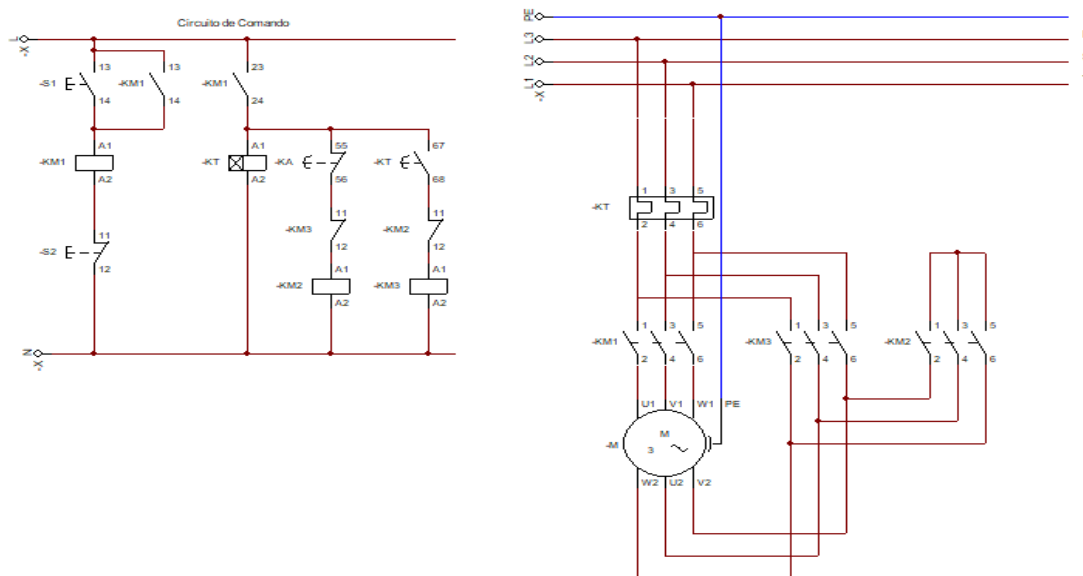 Circuito de Comando
L
-X
13
13
23
-S1
-KM1
-KM1
14
14
24
A1
A1
55
67
-KM1
-KT
-KA
-KT
A2
A2
56
68
11
11
11
-KM3
-KM2
-S2
12
12
12
A1
A1
-KM2
-KM3
A2
A2
N
-X
PE
L3
L2
L1
-X
1 3 5
-KT
2 4 6
1 3 5
1 3 5
1 3 5
-KM1
-KM3
-KM2
2 4 6
2 4 6
2 4 6
U1 V1 W1 PE
M
-M
3
W2 U2 V2